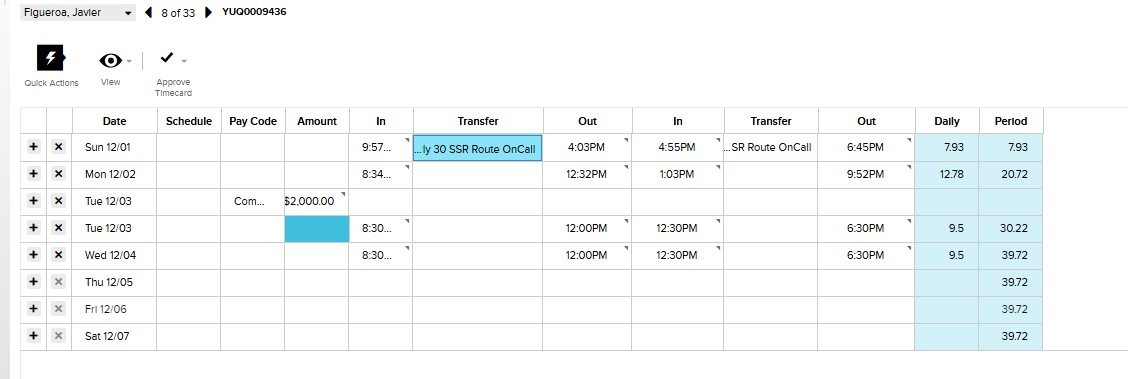 Figueroa, Javier 8 of 33 YUQ0009436
Quick Actions View Approve Timecard
Date Schedule Pay Code Amount In Transfer Out In Transfer Out Daily Period
Sun 12/01 9:57... ...ly 30 SSR Route OnCall 4:03PM 4:55PM ...SR Route OnCall 6:45PM 7.93 7.93
Mon 12/02 8:34... 12:32PM 1:03PM 9:52PM 12.78 20.72
Tue 12/03 Com... $2,000.00
Tue 12/03 8:30... 12:00PM 12:30PM 6:30PM 9.5 30.22
Wed 12/04 8:30... 12:00PM 12:30PM 6:30PM 9.5 39.72
Thu 12/05 39.72
Fri 12/06 39.72
Sat 12/07 39.72